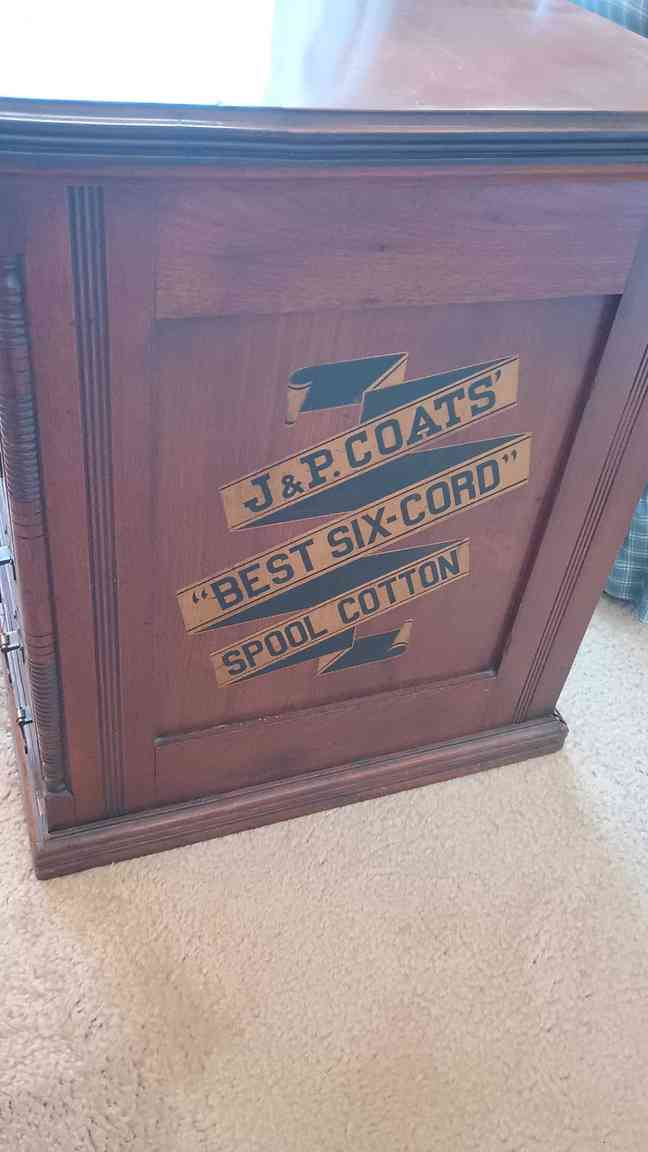 J & P. COATS'
"BEST SIX-CORD"
SPOOL COTTON